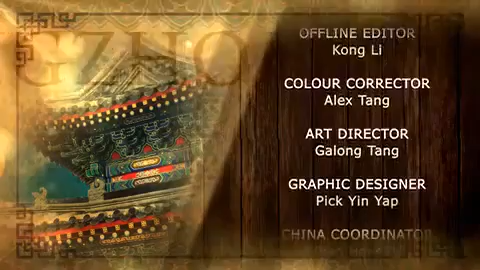 GZHO
OFFLINE EDITOR
Kong Li
COLOUR CORRECTOR
Alex Tang
ART DIRECTOR
Galong Tang
GRAPHIC DESIGNER
Pick Yin Yap
CHINA COORDINATOR